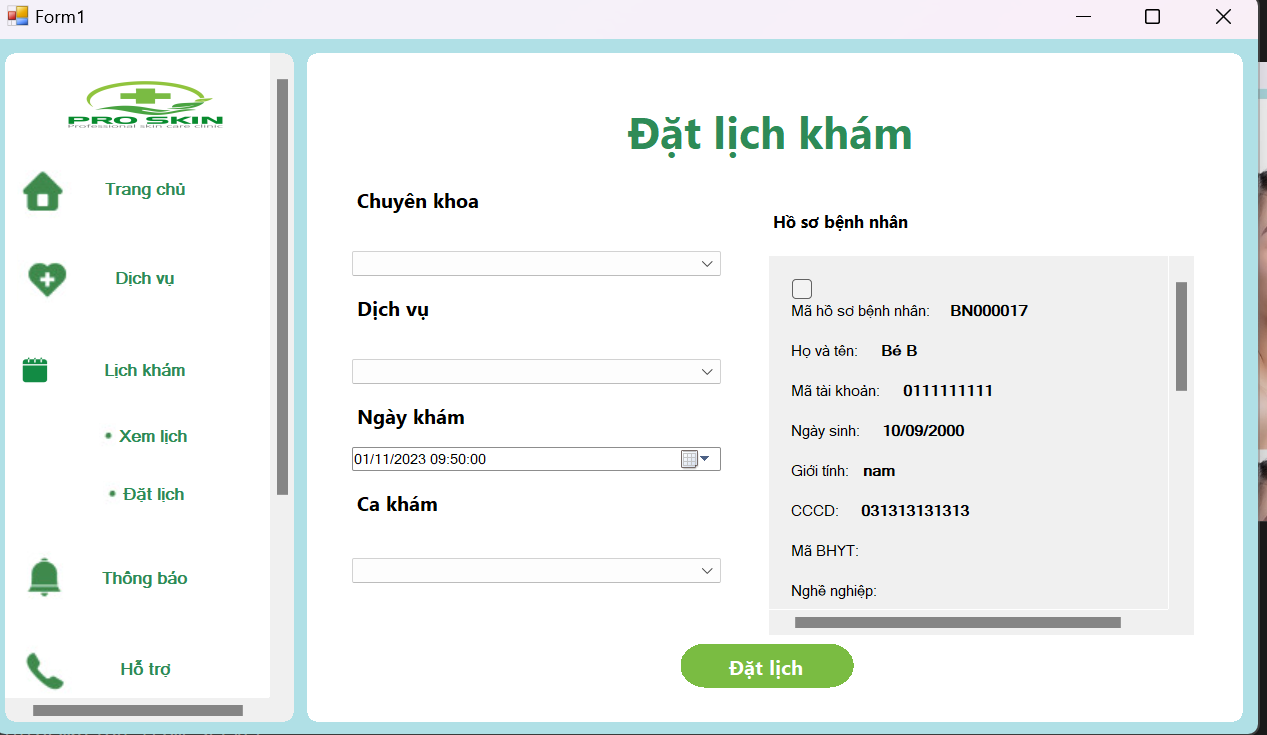 Form1
PRO SKIN
Professional skin care clinic
Trang chủ
Dịch vụ
Lịch khám
• Xem lịch
• Đặt lịch
Thông báo
Hỗ trợ
Đặt lịch khám
Chuyên khoa
Dịch vụ
Ngày khám
01/11/2023 09:50:00
Ca khám
Hồ sơ bệnh nhân
Mã hồ sơ bệnh nhân: BN000017
Họ và tên: Bé B
Mã tài khoản: 0111111111
Ngày sinh: 10/09/2000
Giới tính: nam
CCCD: 031313131313
Mã BHYT:
Nghề nghiệp:
Đặt lịch